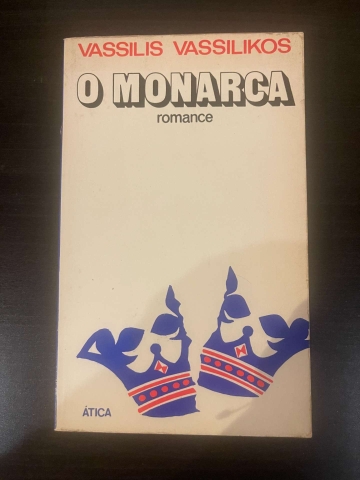 VASSILIS VASSILIKOS
O MONARCA
romance
ÁTICA